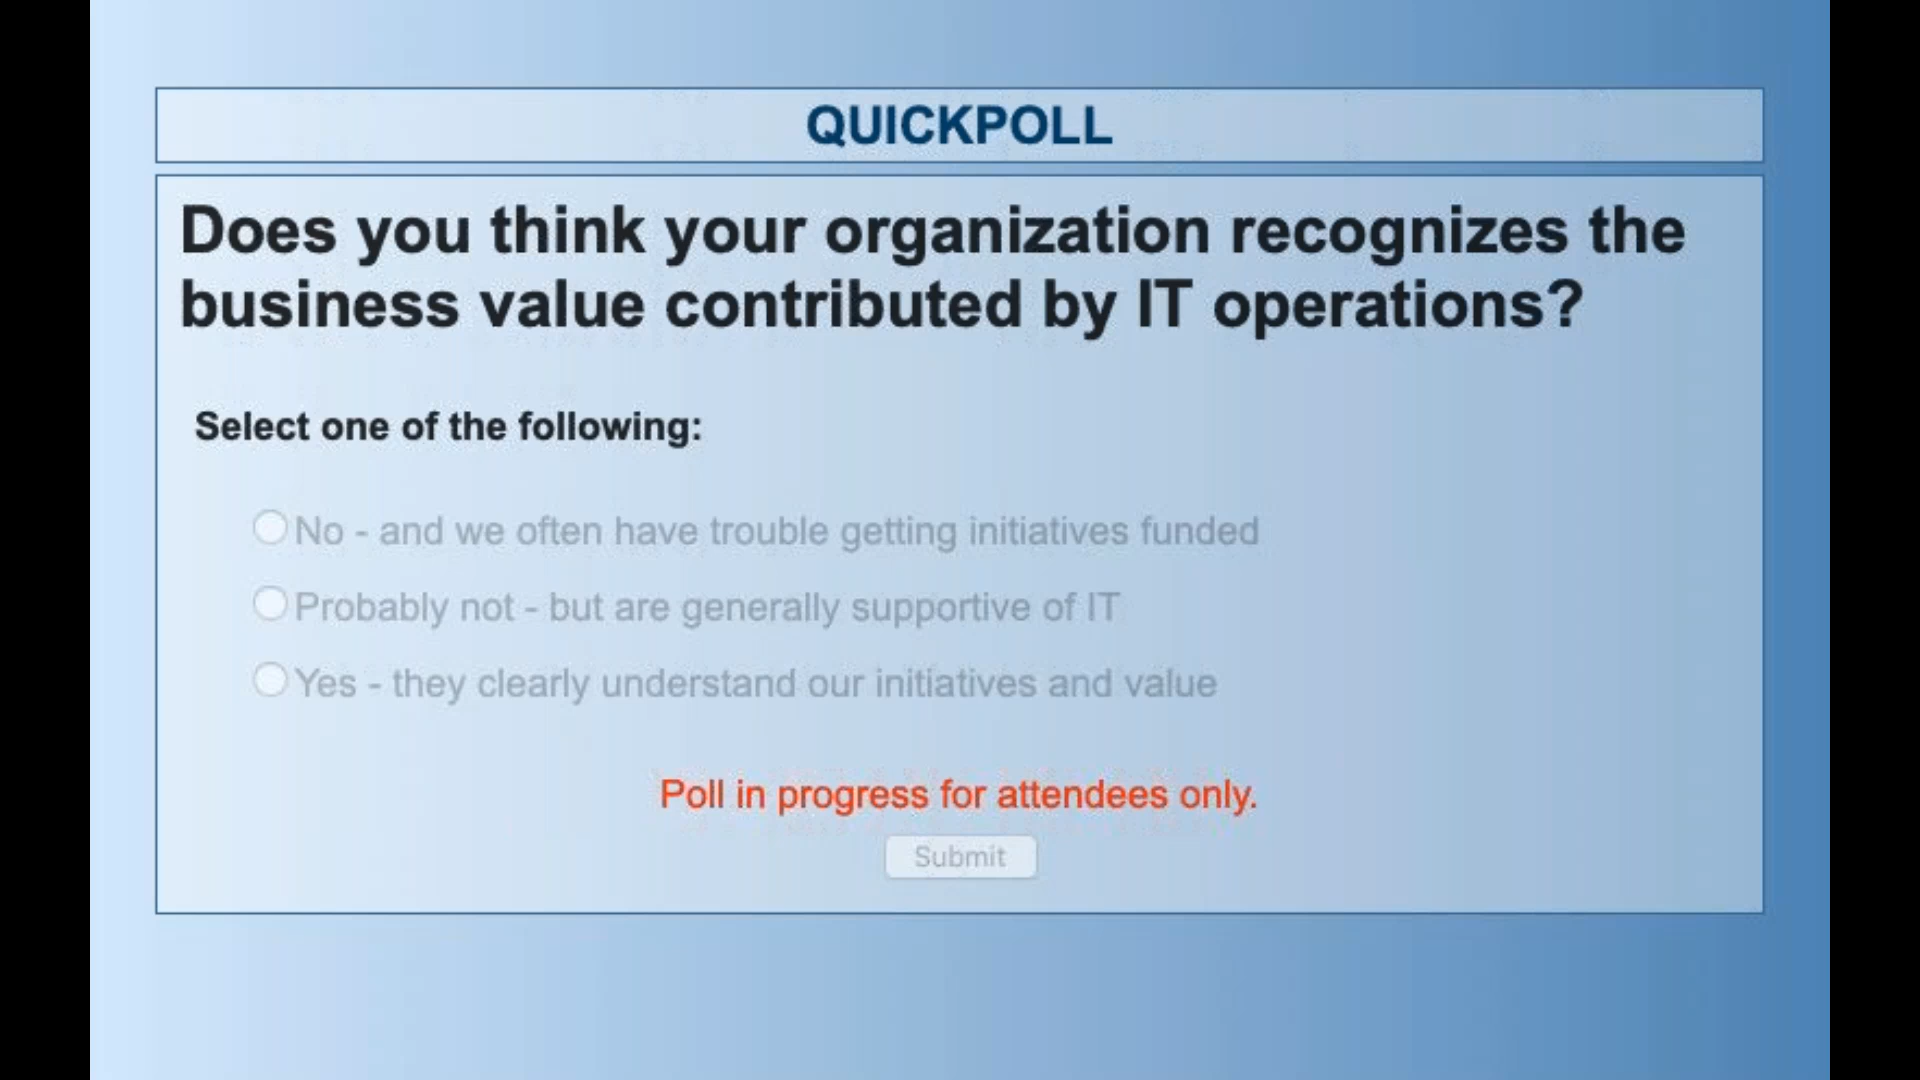 QUICKPOLL
Does you think your organization recognizes the
business value contributed by IT operations?
Select one of the following:
No - and we often have trouble getting initiatives funded
Probably not - but are generally supportive of IT
Yes - they clearly understand our initiatives and value
Poll in progress for attendees only.
Submit